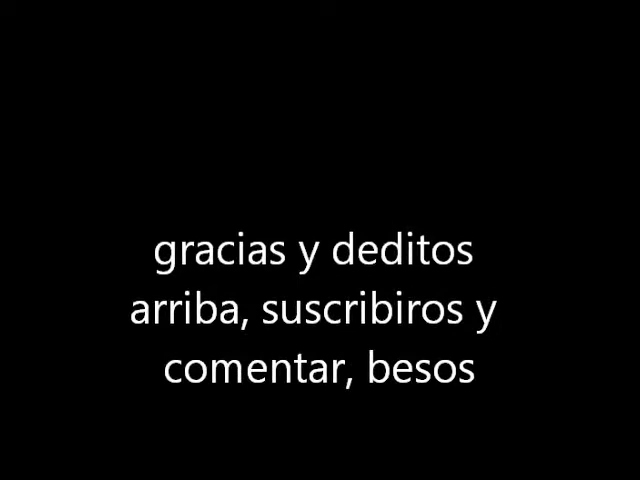 gracias y deditos
arriba, suscribiros y
comentar, besos